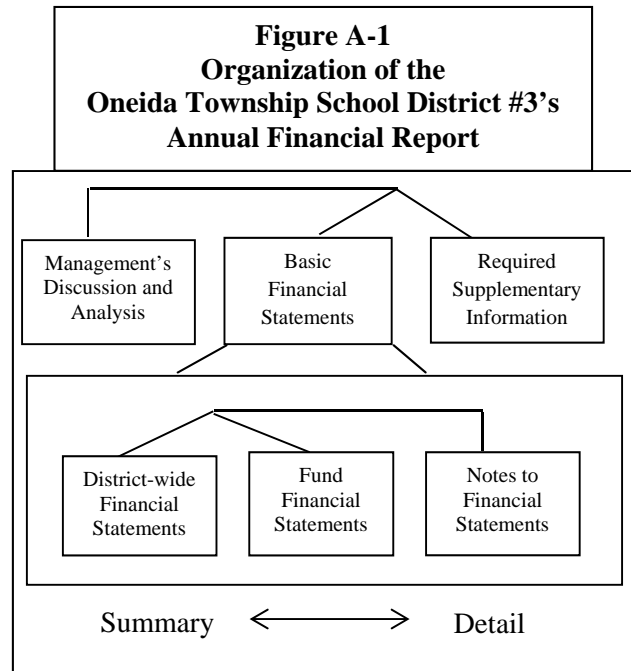 Figure A-1
Organization of the
Oneida Township School District #3's
Annual Financial Report
Management's
Discussion and
Analysis
Basic
Financial
Statements
Required
Supplementary
Information
District-wide
Financial
Statements
Fund
Financial
Statements
Notes to
Financial
Statements
Summary
Detail